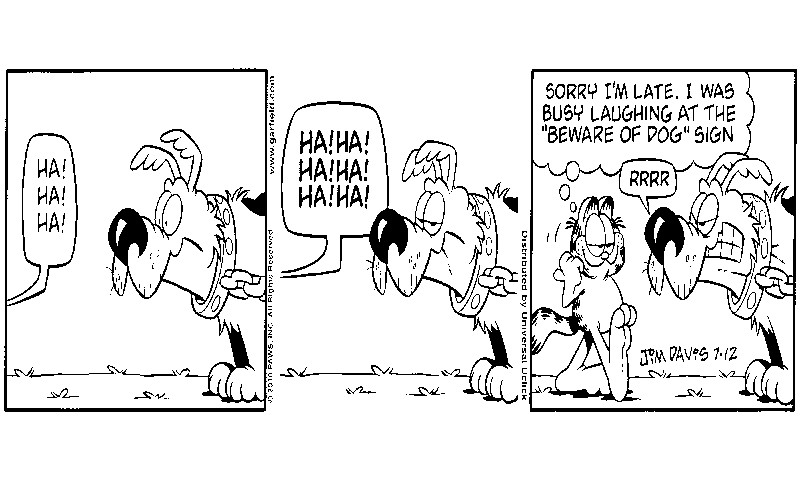 HA!
HA!
HA!
www.garfield.com
© 2010 PAWS, INC. All Rights Reserved
HA!HA!
HA!HA!
HA!HA!
Distributed by Universal Uclick
SORRY I'M LATE. I WAS
BUSY LAUGHING AT THE
"BEWARE OF DOG" SIGN
RRRR
JIM DAVIS 7·12